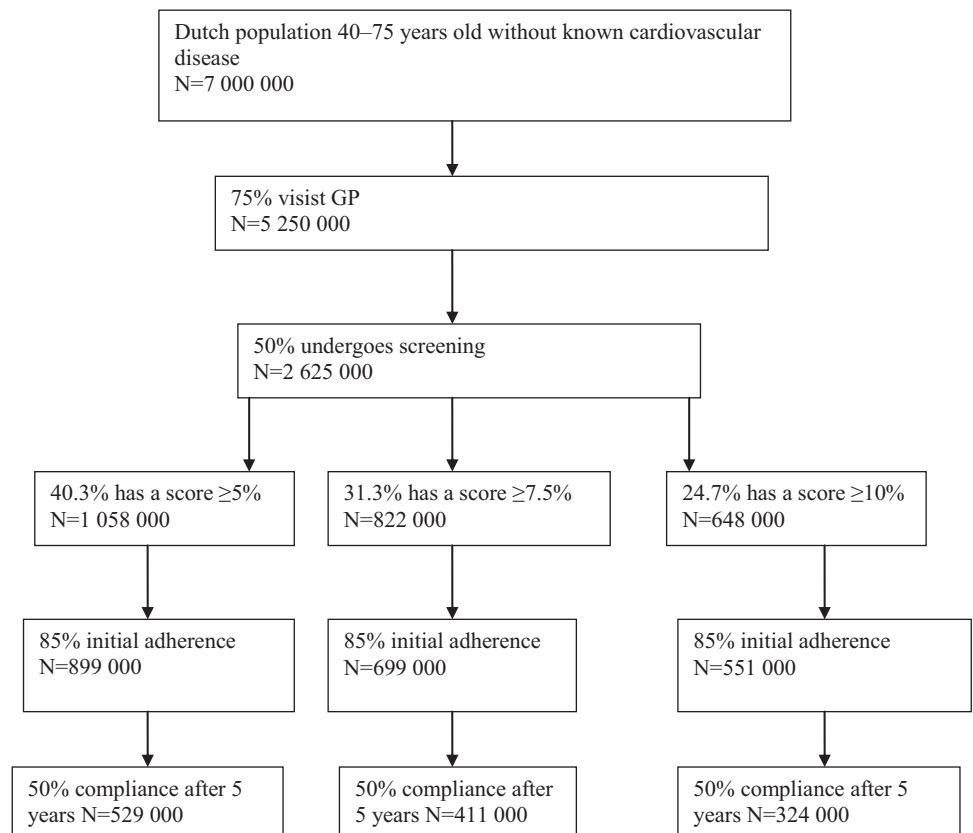 Dutch population 40–75 years old without known cardiovascular
disease
N=7 000 000
75% visist GP
N=5 250 000
50% undergoes screening
N=2 625 000
40.3% has a score ≥5%
N=1 058 000
31.3% has a score ≥7.5%
N=822 000
24.7% has a score ≥10%
N=648 000
85% initial adherence
N=899 000
85% initial adherence
N=699 000
85% initial adherence
N=551 000
50% compliance after 5
years N=529 000
50% compliance after
5 years N=411 000
50% compliance after 5
years N=324 000